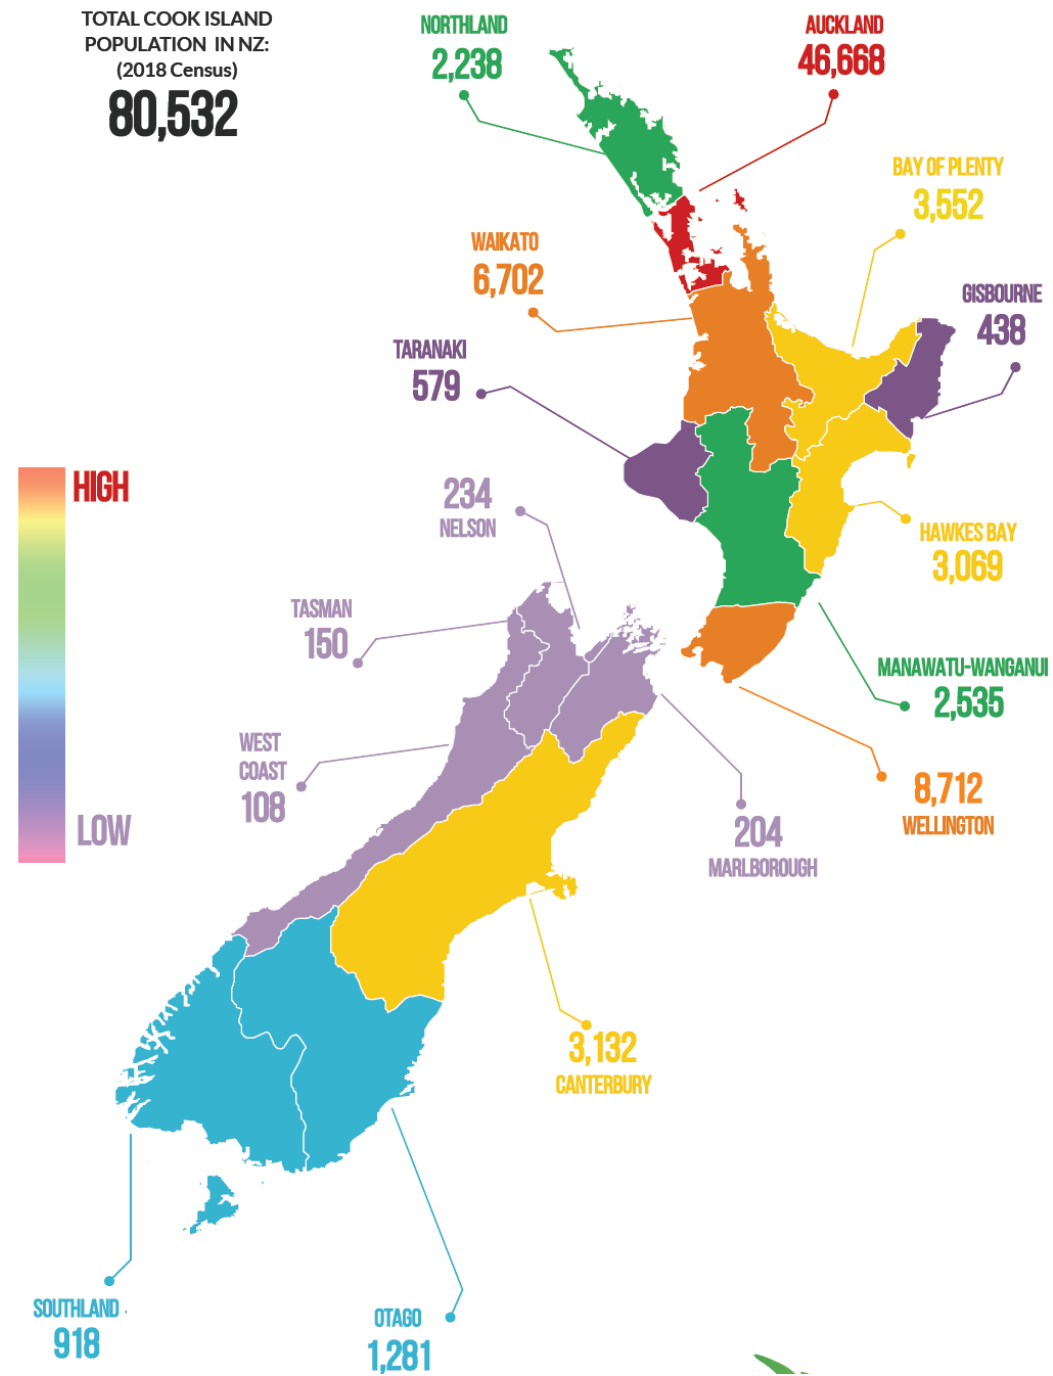 TOTAL COOK ISLAND
POPULATION IN NZ:
(2018 Census)
80,532
NORTHLAND
2,238
AUCKLAND
46,668
BAY OF PLENTY
3,552
WAIKATO
6,702
GISBOURNE
438
TARANAKI
579
HIGH
LOW
234
NELSON
HAWKES BAY
3,069
TASMAN
150
MANAWATU-WANGANUI
2,535
WEST
COAST
108
8,712
WELLINGTON
204
MARLBOROUGH
3,132
CANTERBURY
SOUTHLAND .
918
OTAGO
1,281